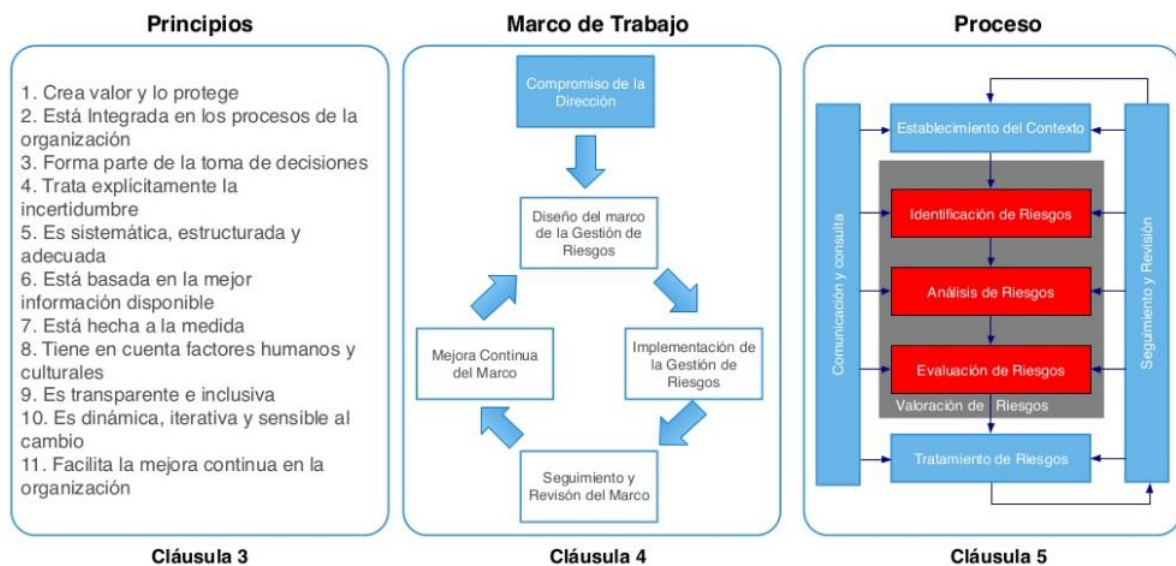 Principios
1. Crea valor y lo protege
2. Está Integrada en los procesos de la
organización
3. Forma parte de la toma de decisiones
4. Trata explícitamente la
incertidumbre
5. Es sistemática, estructurada y
adecuada
6. Está basada en la mejor
información disponible
7. Está hecha a la medida
8. Tiene en cuenta factores humanos y
culturales
9. Es transparente e inclusiva
10. Es dinámica, iterativa y sensible al
cambio
11. Facilita la mejora continua en la
organización
Cláusula 3
Marco de Trabajo
Compromiso de la
Dirección
Diseño del marco
de la Gestión de
Riesgos
Implementación de
la Gestión de
Riesgos
Seguimiento y
Revisón del Marco
Mejora Continua
del Marco
Cláusula 4
Proceso
Comunicación y consulta
Establecimiento del Contexto
Identificación de Riesgos
Análisis de Riesgos
Evaluación de Riesgos
Valoración de Riesgos
Tratamiento de Riesgos
Seguimiento y Revisión
Cláusula 5